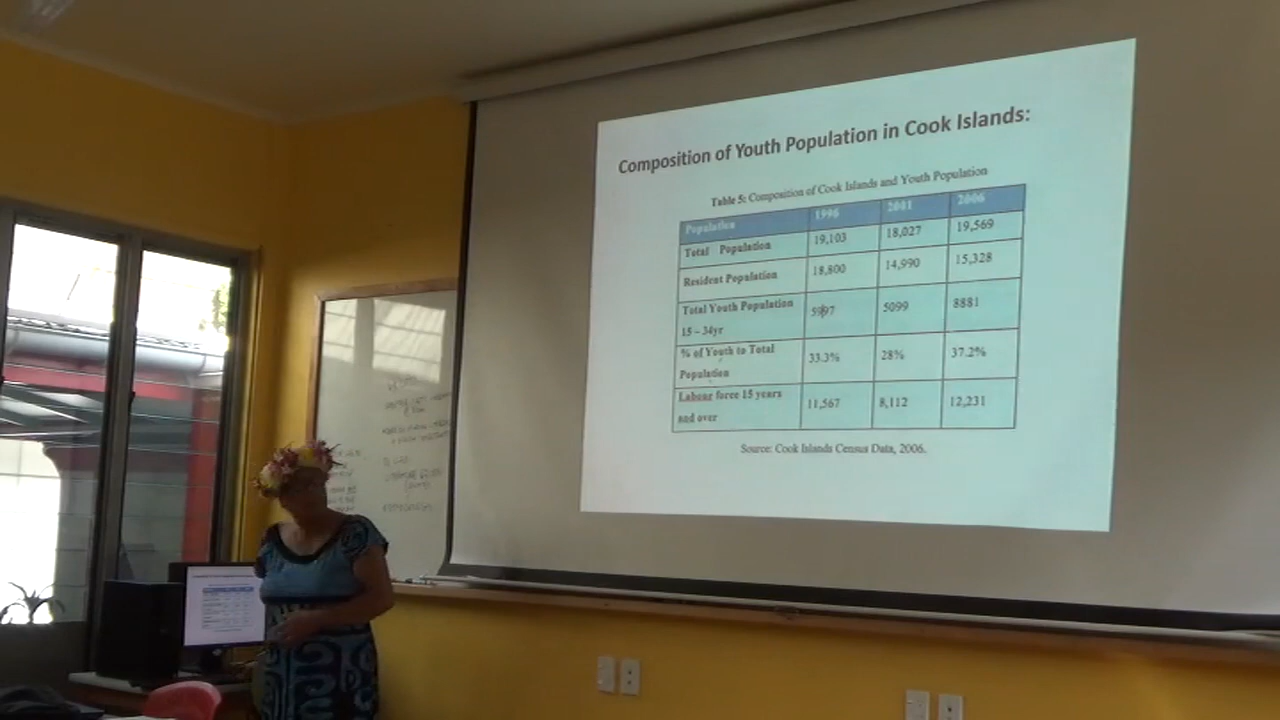 Composition of Youth Population in Cook Islands:
Table 5: Composition of Cook Islands and Youth Population
Population 1996 2001 2006
Total Population 19,103 18,027 19,569
Resident Population 18,800 14,990 15,328
Total Youth Population 5997 5099 8881
15 – 34yr
% of Youth to Total 33.3% 28% 37.2%
Population
Labour force 15 years 11,567 8,112 12,231
and over
Source: Cook Islands Census Data, 2006.